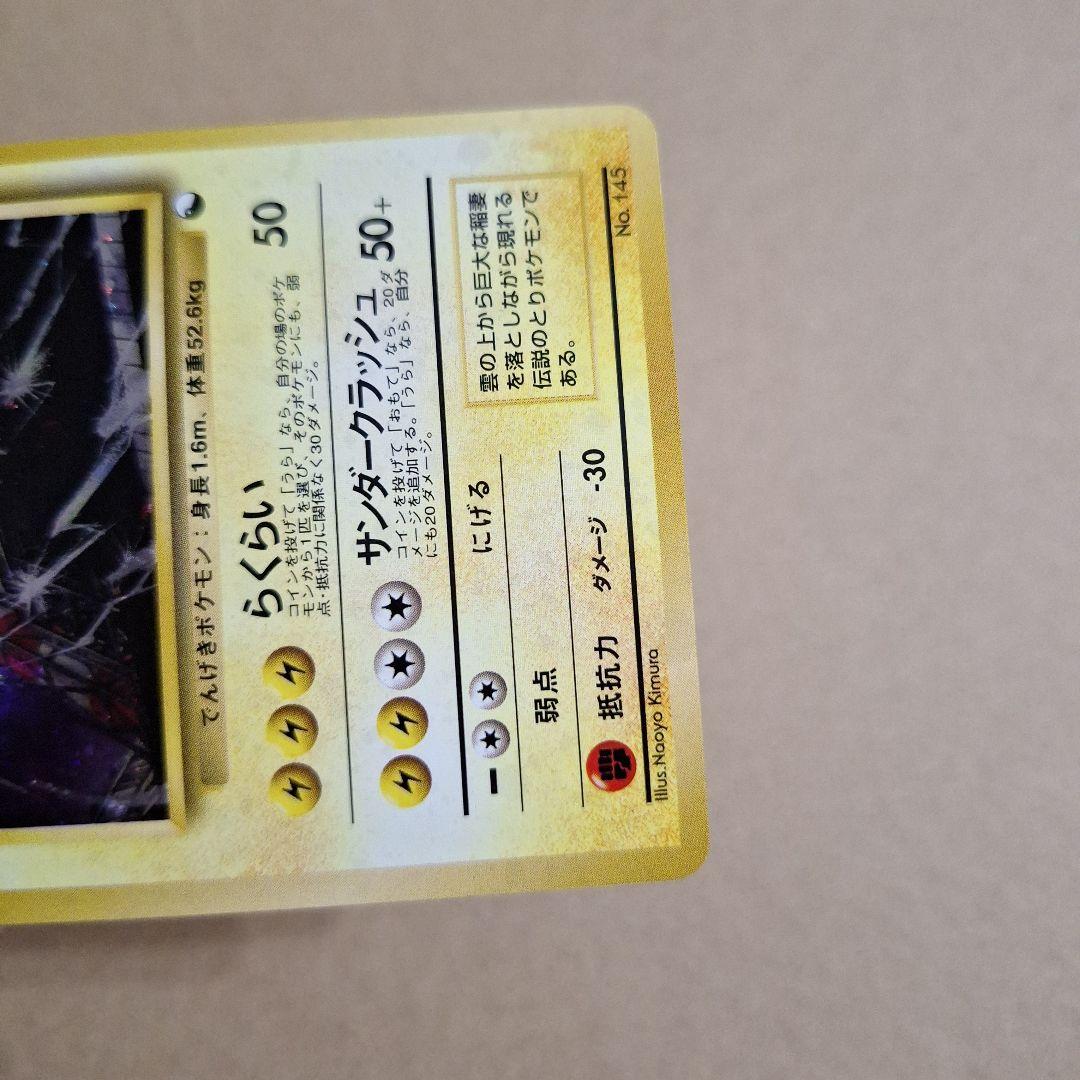 でんげきポケモン：身長1.6m、体重52.6kg
らくらい 50
コインを投げて「うら」なら、自分の場のポケ
モンから1匹を選び、そのポケモンにも、弱
点・抵抗力に関係なく30ダメージ。
サンダークラッシュ 50+
コインを投げて「おもて」なら、20ダ
メージを追加する。「うら」なら、自分
にも20ダメージ。
にげる
弱点
抵抗力 ダメージ -30
雲の上から巨大な稲妻
を落としながら現れる
伝説のとりポケモンで
ある。
Illus.Naoyo Kimura
No. 145